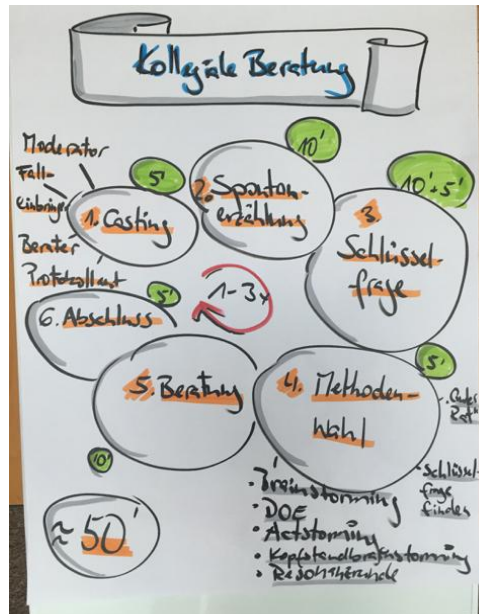 Kollegiale Beratung
Moderator
Fall-
einbringer
Berater
Protokollant
5'
1. Casting
10'
2. Spontan-
erzählung
10'+5'
3.
Schlüssel-
frage
5'
4. Methoden-
Wahl
Guter
Rat
Schlüssel-
frage
finden
· Brainstorming
· DOE
· Actstorming
· Kopfstandbrainstorming
· Resonanzrunde
5. Beratung
10'
6. Abschluss
5'
1-3x
≈ 50'